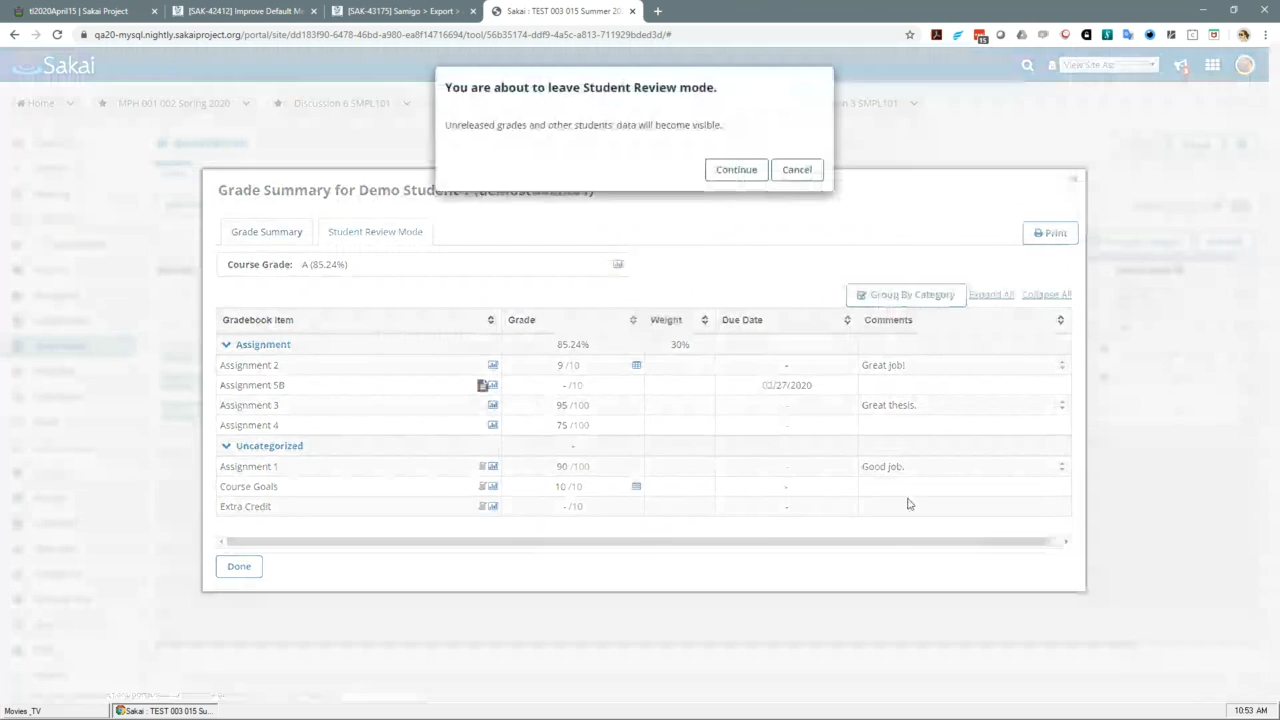 tl2020April15 | Sakai Project
[SAK-42412] Improve Default M
[SAK-43175] Samigo > Export >
Sakai : TEST 003 015 Summer 20
qa20-mysql.nightly.sakaiproject.org/portal/site/dd183f90-6478-46bd-a980-ea8f14716694/tool/56b35174-ddf9-4a5c-a813-711929bded3d/#
15
Sakai
View Site As:
Home
MPH 001 002 Spring 2020
Discussion 6 SMPL101
3 SMPL101
You are about to leave Student Review mode.
Unreleased grades and other students' data will become visible.
Continue
Cancel
Grade Summary for Demo Student
Grade Summary
Student Review Mode
Print
Course Grade: A (85.24%)
Group By Category
Expand All
Collapse All
Gradebook Item Grade Weight Due Date Comments
Assignment 85.24% 30%
Assignment 2 9 /10 - Great job!
Assignment 5B - /10 03/27/2020
Assignment 3 95 /100 - Great thesis.
Assignment 4 75 /100 -
Uncategorized -
Assignment 1 90 /100 - Good job.
Course Goals 10 /10 -
Extra Credit - /10 -
Done
Movies _TV
Sakai : TEST 003 015 Su...
10:53 AM